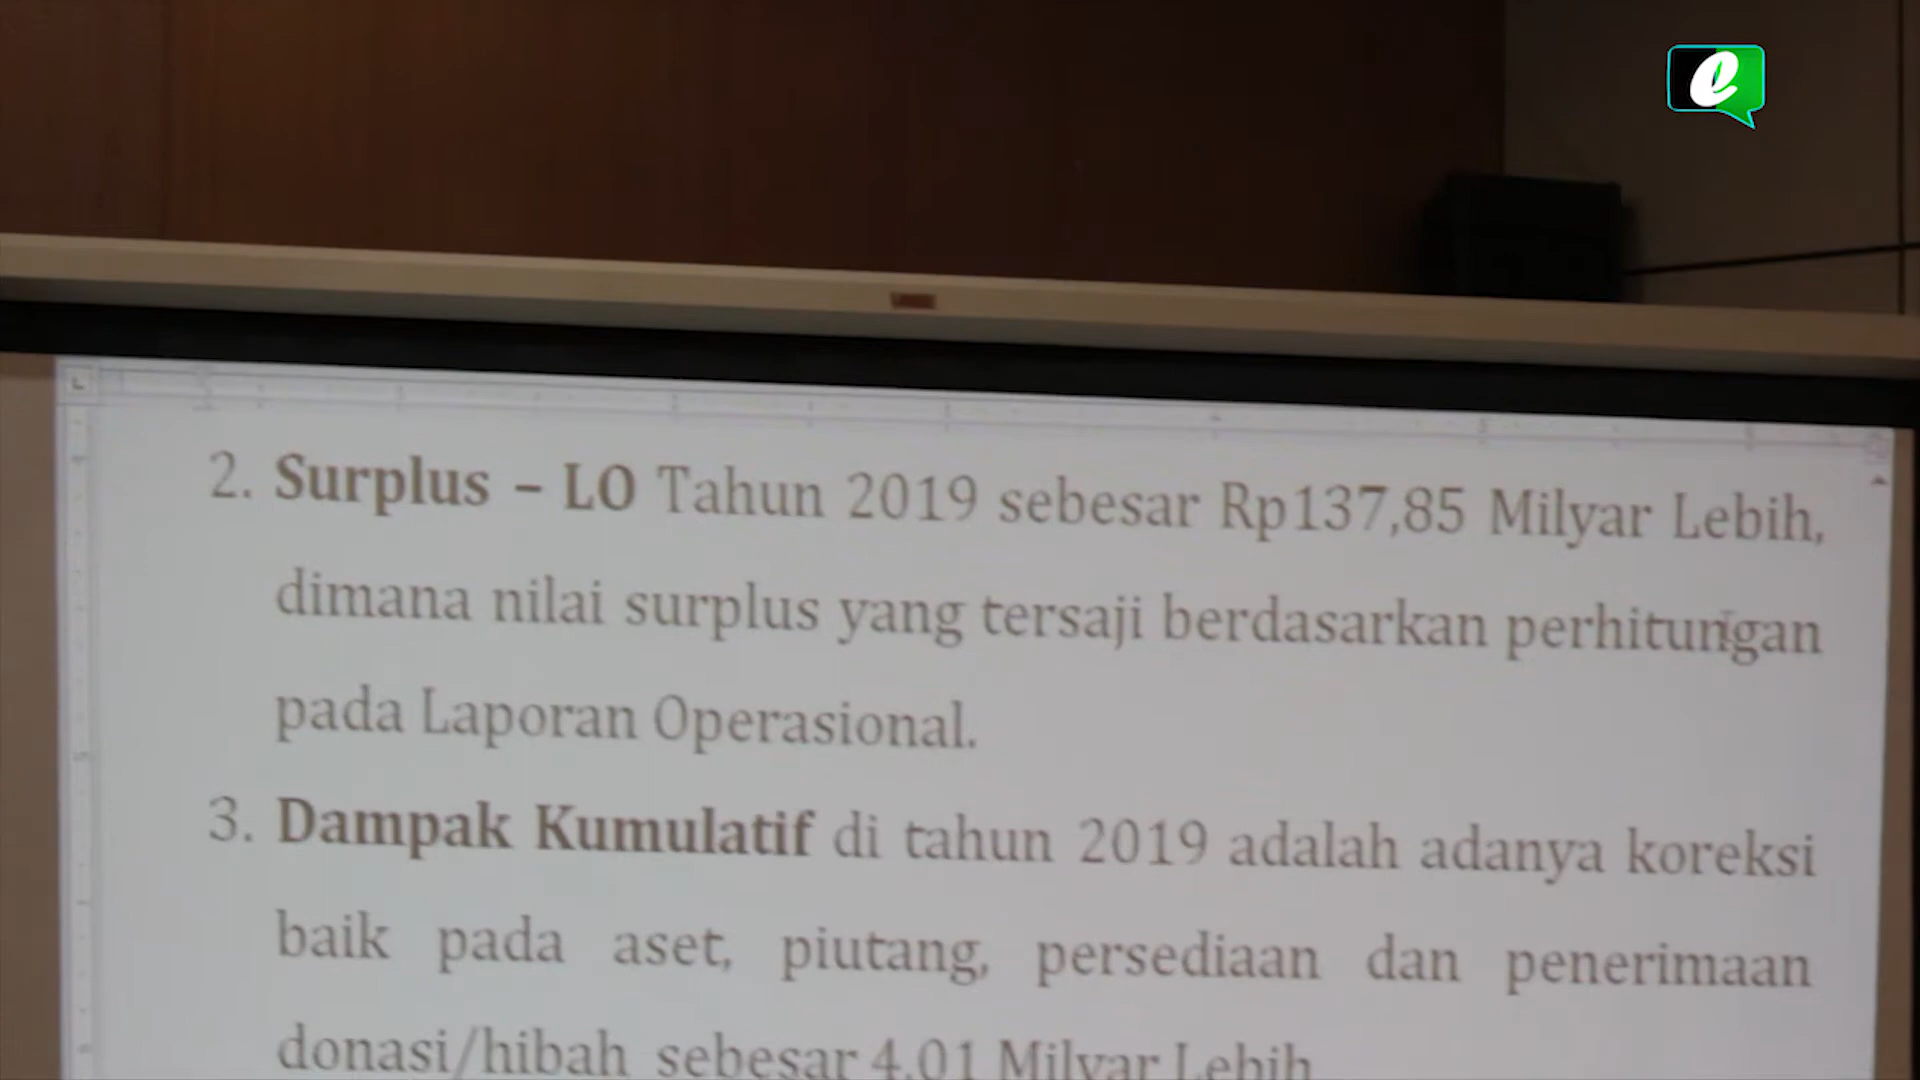 e
2. Surplus – LO Tahun 2019 sebesar Rp137,85 Milyar Lebih,
dimana nilai surplus yang tersaji berdasarkan perhitungan
pada Laporan Operasional.
3. Dampak Kumulatif di tahun 2019 adalah adanya koreksi
baik pada aset, piutang, persediaan dan penerimaan
donasi/hibah sebesar 4,01 Milyar Lebih